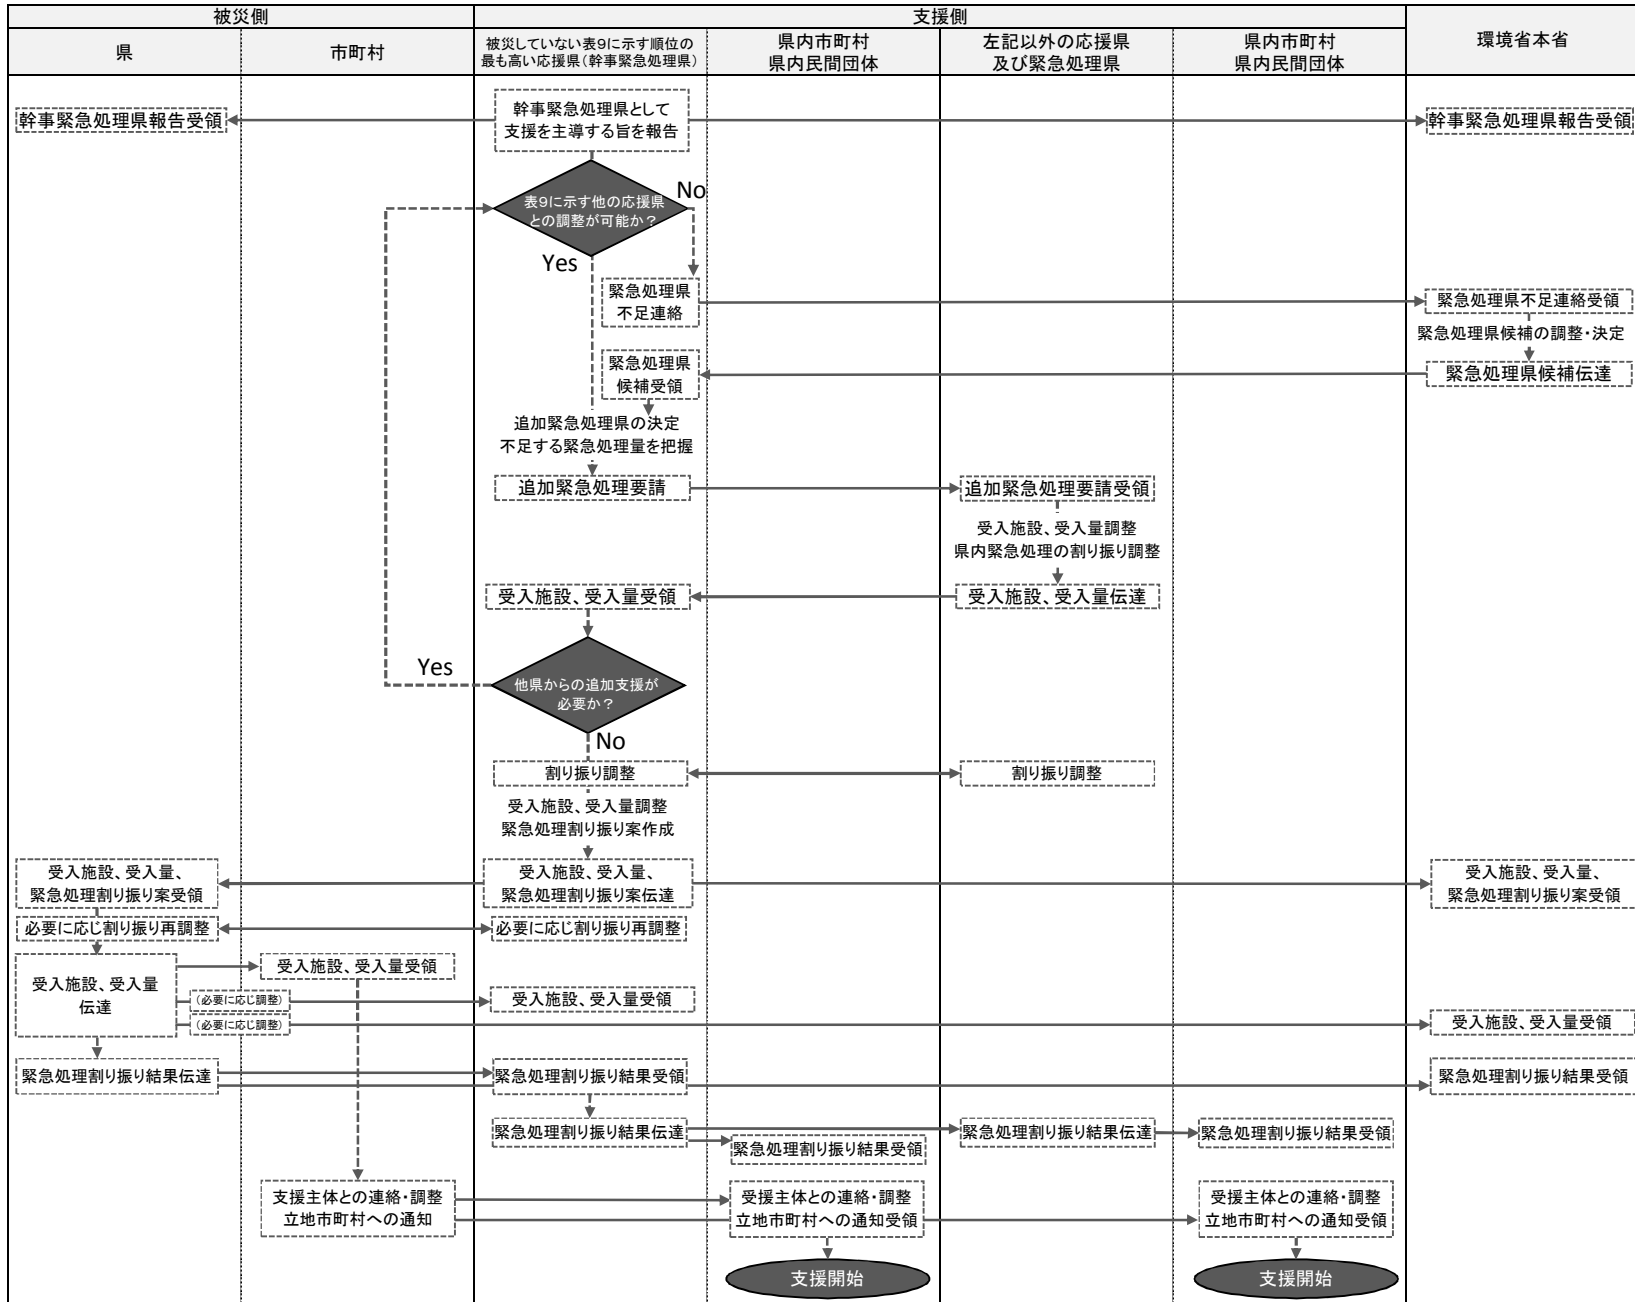 被災側
支援側
県
市町村
被災していない表9に示す順位の
最も高い応援県(幹事緊急処理県)
県内市町村
県内民間団体
左記以外の応援県
及び緊急処理県
県内市町村
県内民間団体
環境省本省
幹事緊急処理県報告受領
幹事緊急処理県として
支援を主導する旨を報告
幹事緊急処理県報告受領
表9に示す他の応援県
との調整が可能か?
No
Yes
緊急処理県
不足連絡
緊急処理県不足連絡受領
緊急処理県候補の調整・決定
緊急処理県
候補受領
緊急処理県候補伝達
追加緊急処理県の決定
不足する緊急処理量を把握
追加緊急処理要請
追加緊急処理要請受領
受入施設、受入量調整
県内緊急処理の割り振り調整
受入施設、受入量受領
受入施設、受入量伝達
Yes
他県からの追加支援が
必要か?
No
割り振り調整
割り振り調整
受入施設、受入量調整
緊急処理割り振り案作成
受入施設、受入量、
緊急処理割り振り案受領
受入施設、受入量、
緊急処理割り振り案伝達
受入施設、受入量、
緊急処理割り振り案受領
必要に応じ割り振り再調整
必要に応じ割り振り再調整
受入施設、受入量
伝達
受入施設、受入量受領
(必要に応じ調整)
受入施設、受入量受領
(必要に応じ調整)
受入施設、受入量受領
緊急処理割り振り結果伝達
緊急処理割り振り結果受領
緊急処理割り振り結果受領
緊急処理割り振り結果伝達
緊急処理割り振り結果受領
緊急処理割り振り結果伝達
緊急処理割り振り結果受領
支援主体との連絡・調整
立地市町村への通知
受援主体との連絡・調整
立地市町村への通知受領
受援主体との連絡・調整
立地市町村への通知受領
支援開始
支援開始